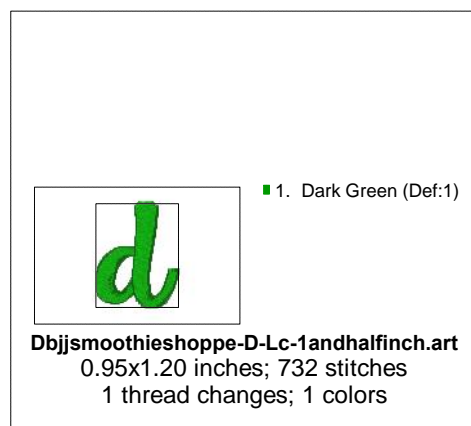 1. Dark Green (Def:1)
d
Dbjjsmoothieshoppe-D-Lc-1andhalfinch.art
0.95x1.20 inches; 732 stitches
1 thread changes; 1 colors